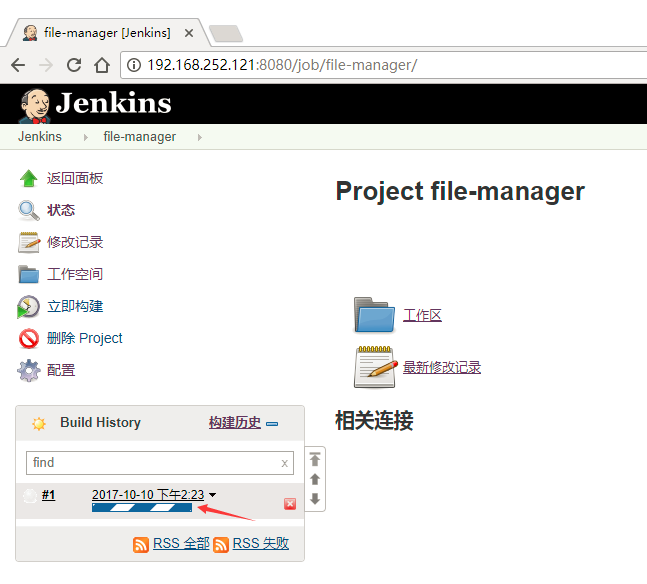 file-manager [Jenkins]
192.168.252.121:8080/job/file-manager/
Jenkins
Jenkins file-manager
返回面板
状态
修改记录
工作空间
立即构建
删除 Project
配置
Project file-manager
工作区
最新修改记录
相关连接
Build History 构建历史
find x
#1 2017-10-10 下午2:23
RSS 全部 RSS 失败